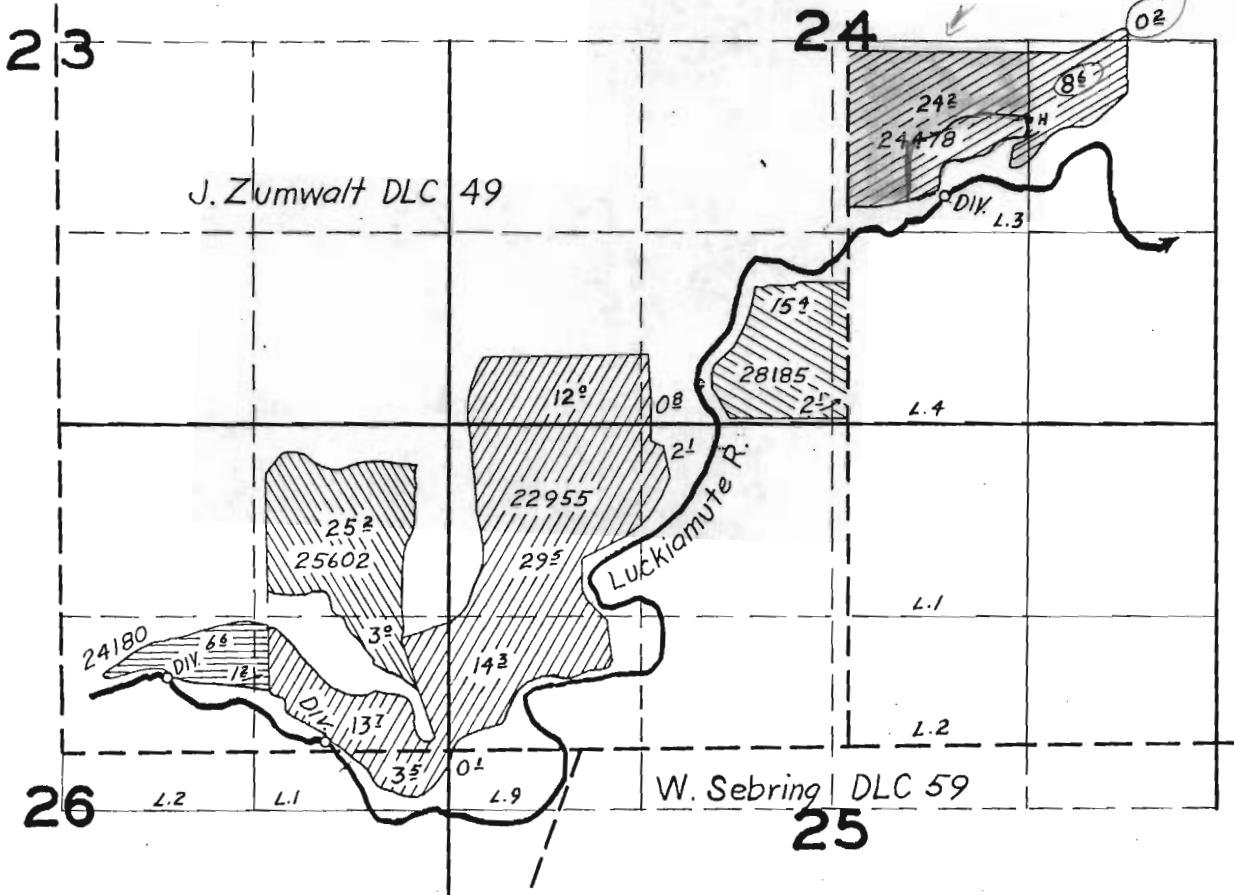 23
24
0²
8⁶
24²
H
24478
J. Zumwalt DLC 49
DIV.
L.3
15⁴
28185
12⁰
0⁸
2¹
L.4
2¹
22955
25²
25602
29⁵
Luckiamute R.
L.1
24180
6⁶
3⁰
DIV.
1²
14³
DIV.
13⁷
L.2
3⁵
0¹
26
L.2
L.1
L.9
W. Sebring DLC 59
25